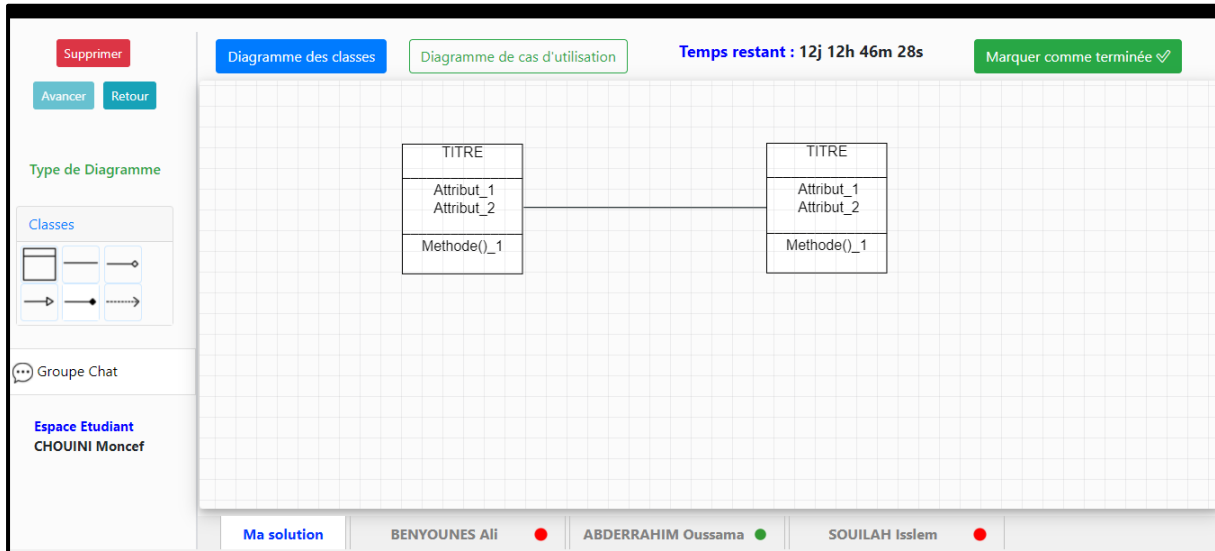 Supprimer
Avancer
Retour
Type de Diagramme
Classes
Groupe Chat
Espace Etudiant
CHOUINI Moncef
Diagramme des classes
Diagramme de cas d'utilisation
Temps restant : 12j 12h 46m 28s
Marquer comme terminée
TITRE
Attribut_1
Attribut_2
Methode()_1
TITRE
Attribut_1
Attribut_2
Methode()_1
Ma solution
BENYOUNES Ali
ABDERRAHIM Oussama
SOUILAH Isslem